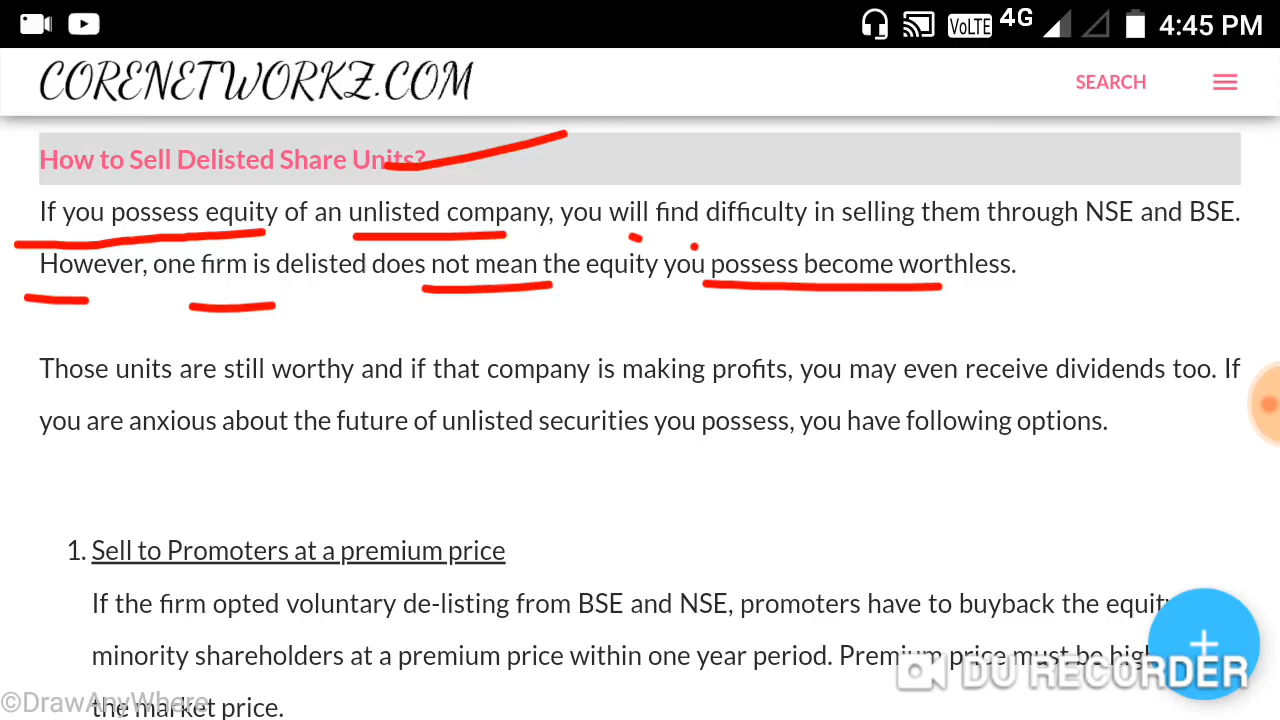 VoLTE 4G 4:45 PM
CORENETWORKZ.COM SEARCH
How to Sell Delisted Share Units?
If you possess equity of an unlisted company, you will find difficulty in selling them through NSE and BSE.
However, one firm is delisted does not mean the equity you possess become worthless.
Those units are still worthy and if that company is making profits, you may even receive dividends too. If
you are anxious about the future of unlisted securities you possess, you have following options.
1. Sell to Promoters at a premium price
If the firm opted voluntary de-listing from BSE and NSE, promoters have to buyback the equity
minority shareholders at a premium price within one year period. Premium price must be hig
DU RECORDER
©DrawAnyWhere
the market price.